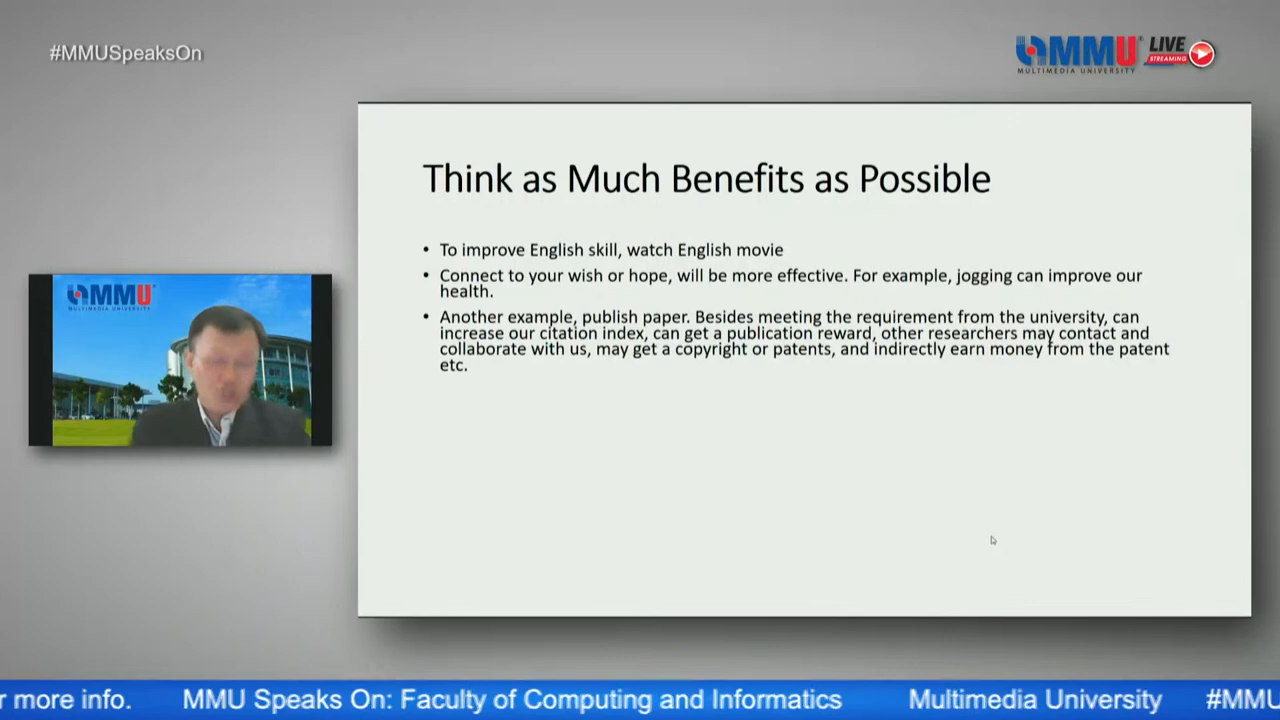 #MMUSpeaksOn
MMU
MULTIMEDIA UNIVERSITY
LIVE
STREAMING
Think as Much Benefits as Possible
• To improve English skill, watch English movie
• Connect to your wish or hope, will be more effective. For example, jogging can improve our
health.
• Another example, publish paper. Besides meeting the requirement from the university, can
increase our citation index, can get a publication reward, other researchers may contact and
collaborate with us, may get a copyright or patents, and indirectly earn money from the patent
etc.
MMU
MULTIMEDIA UNIVERSITY
r more info. MMU Speaks On: Faculty of Computing and Informatics Multimedia University #MMU